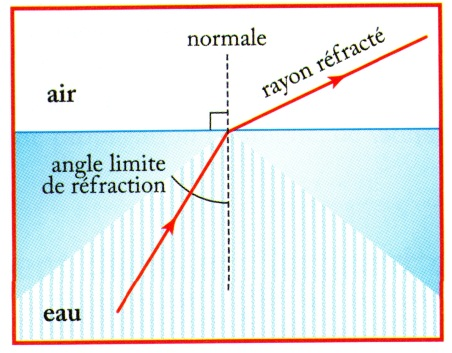 normale
rayon réfracté
air
angle limite
de réfraction
eau